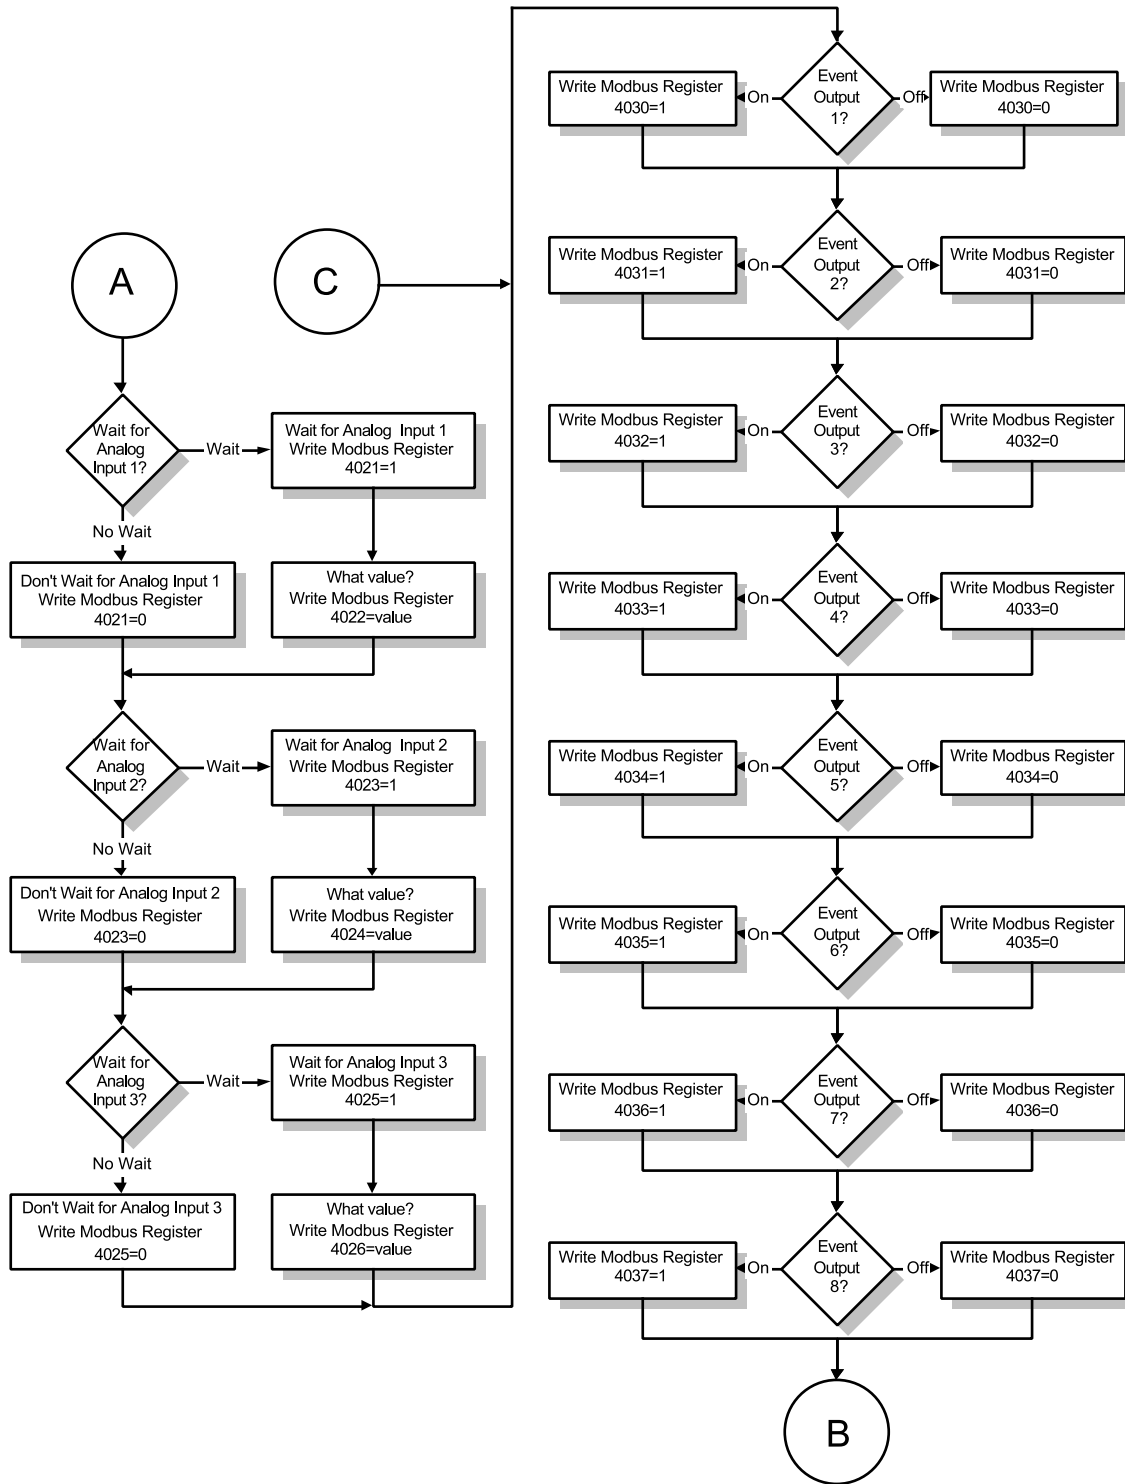 A
C
Wait for
Analog
Input 1?
Wait
Wait for Analog Input 1
Write Modbus Register
4021=1
No Wait
Don't Wait for Analog Input 1
Write Modbus Register
4021=0
What value?
Write Modbus Register
4022=value
Wait for
Analog
Input 2?
Wait
Wait for Analog Input 2
Write Modbus Register
4023=1
No Wait
Don't Wait for Analog Input 2
Write Modbus Register
4023=0
What value?
Write Modbus Register
4024=value
Wait for
Analog
Input 3?
Wait
Wait for Analog Input 3
Write Modbus Register
4025=1
No Wait
Don't Wait for Analog Input 3
Write Modbus Register
4025=0
What value?
Write Modbus Register
4026=value
Write Modbus Register
4030=1
On
Event
Output
1?
Off
Write Modbus Register
4030=0
Write Modbus Register
4031=1
On
Event
Output
2?
Off
Write Modbus Register
4031=0
Write Modbus Register
4032=1
On
Event
Output
3?
Off
Write Modbus Register
4032=0
Write Modbus Register
4033=1
On
Event
Output
4?
Off
Write Modbus Register
4033=0
Write Modbus Register
4034=1
On
Event
Output
5?
Off
Write Modbus Register
4034=0
Write Modbus Register
4035=1
On
Event
Output
6?
Off
Write Modbus Register
4035=0
Write Modbus Register
4036=1
On
Event
Output
7?
Off
Write Modbus Register
4036=0
Write Modbus Register
4037=1
On
Event
Output
8?
Off
Write Modbus Register
4037=0
B